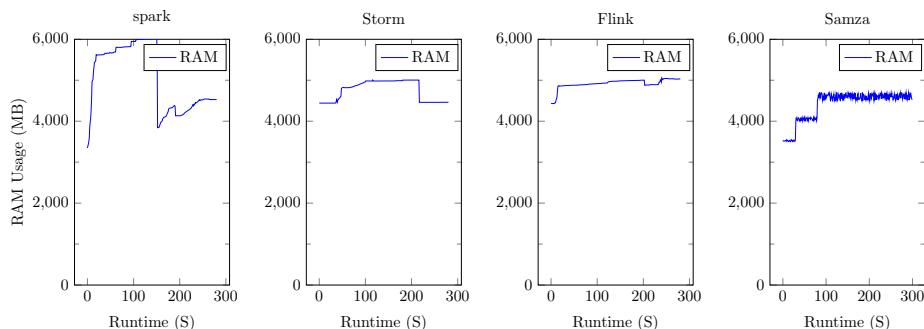 spark
RAM
6,000
4,000
2,000
0
0 100 200 300
Runtime (S)
RAM Usage (MB)
Storm
RAM
6,000
4,000
2,000
0
0 100 200 300
Runtime (S)
Flink
RAM
6,000
4,000
2,000
0
0 100 200 300
Runtime (S)
Samza
RAM
6,000
4,000
2,000
0
0 100 200 300
Runtime (S)